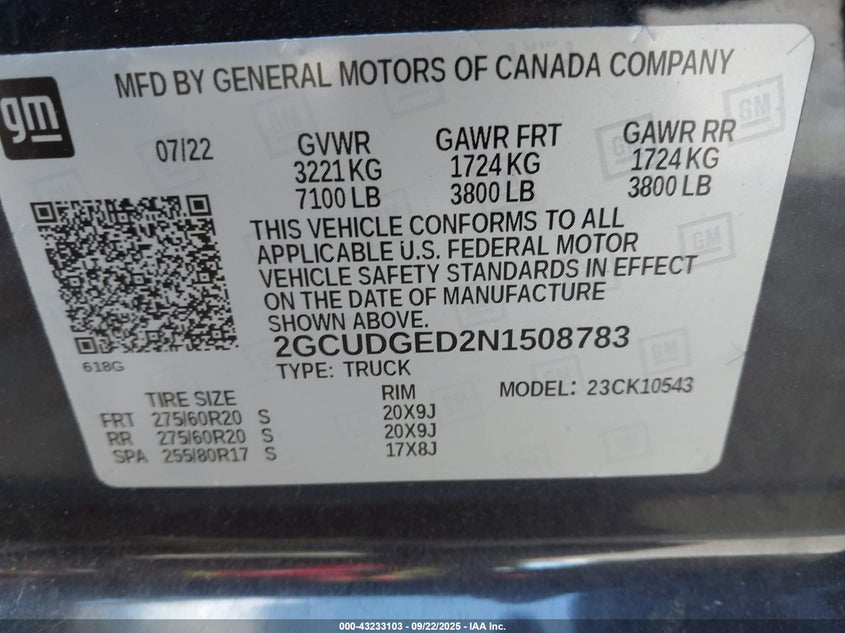 MFD BY GENERAL MOTORS OF CANADA COMPANY
gm
07/22 GVWR GAWR FRT GAWR RR
3221 KG 1724 KG 1724 KG
7100 LB 3800 LB 3800 LB
THIS VEHICLE CONFORMS TO ALL
APPLICABLE U.S. FEDERAL MOTOR
VEHICLE SAFETY STANDARDS IN EFFECT
ON THE DATE OF MANUFACTURE
SHOWN ABOVE.
2GCUDGED2N1508783
618G
TYPE: TRUCK
TIRE SIZE RIM MODEL: 23CK10543
FRT 275/60R20 S 20X9J
RR 275/60R20 S 20X9J
SPA 255/80R17 S 17X8J
000-43233103 - 09/22/2025 - IAA Inc.